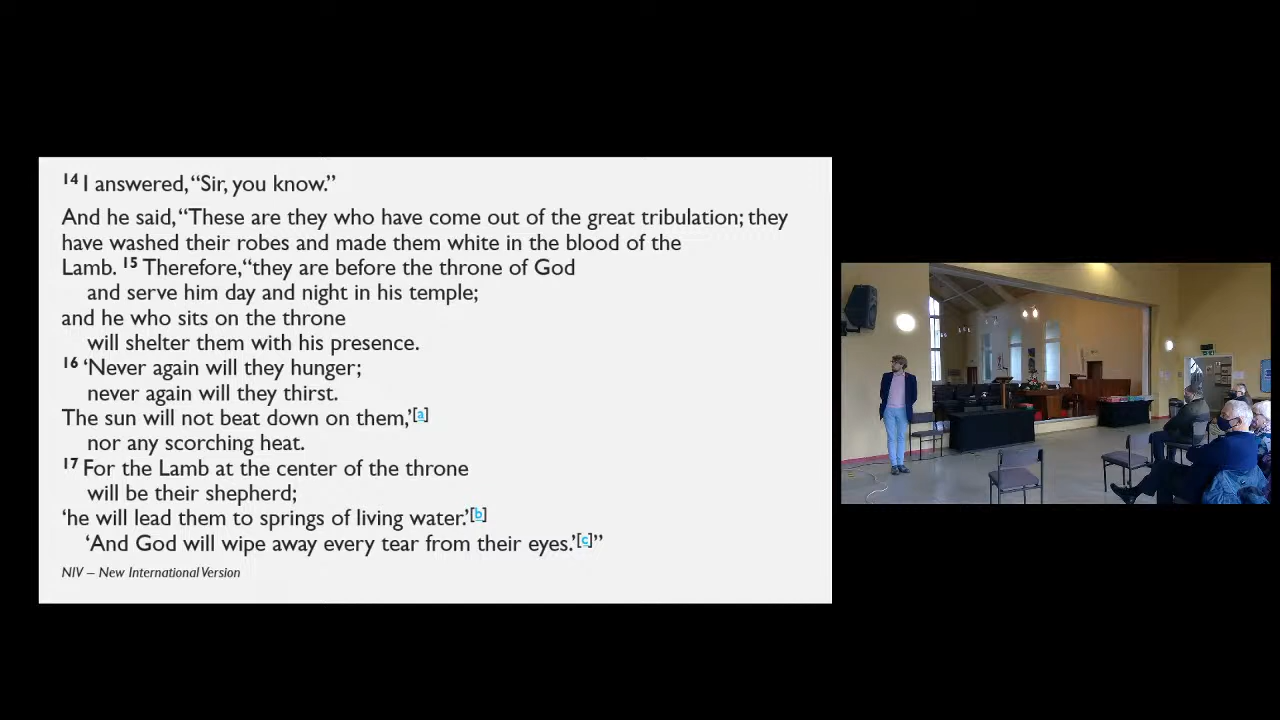 14 I answered, “Sir, you know.”
And he said, “These are they who have come out of the great tribulation; they
have washed their robes and made them white in the blood of the
Lamb. 15 Therefore, “they are before the throne of God
and serve him day and night in his temple;
and he who sits on the throne
will shelter them with his presence.
16 ‘Never again will they hunger;
never again will they thirst.
The sun will not beat down on them,’[a]
nor any scorching heat.
17 For the Lamb at the center of the throne
will be their shepherd;
‘he will lead them to springs of living water.’[b]
‘And God will wipe away every tear from their eyes.’[c]”
NIV – New International Version